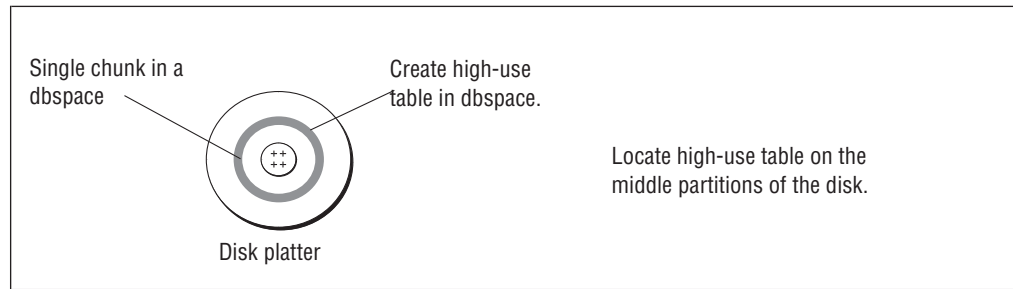 Single chunk in a
dbspace
Create high-use
table in dbspace.
Locate high-use table on the
middle partitions of the disk.
++
++
Disk platter